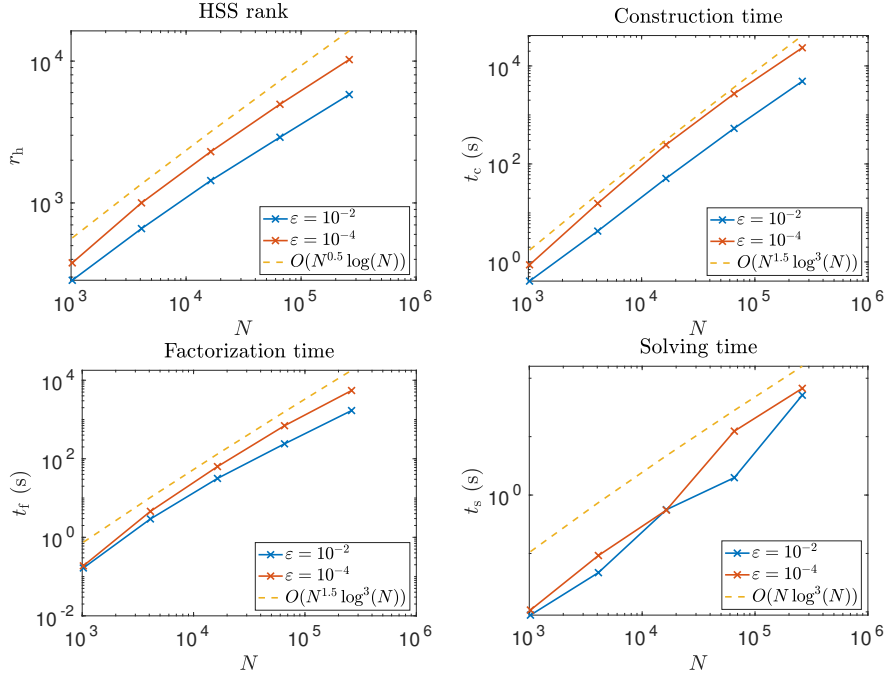 HSS rank
10^4
10^3
r_h
ε = 10^{-2}
ε = 10^{-4}
O(N^{0.5} log(N))
10^3 10^4 10^5 10^6
N
Construction time
10^4
10^2
10^0
t_c (s)
ε = 10^{-2}
ε = 10^{-4}
O(N^{1.5} log^3(N))
10^3 10^4 10^5 10^6
N
Factorization time
10^4
10^2
10^0
10^{-2}
t_f (s)
ε = 10^{-2}
ε = 10^{-4}
O(N^{1.5} log^3(N))
10^3 10^4 10^5 10^6
N
Solving time
10^0
t_s (s)
ε = 10^{-2}
ε = 10^{-4}
O(N log^3(N))
10^3 10^4 10^5 10^6
N